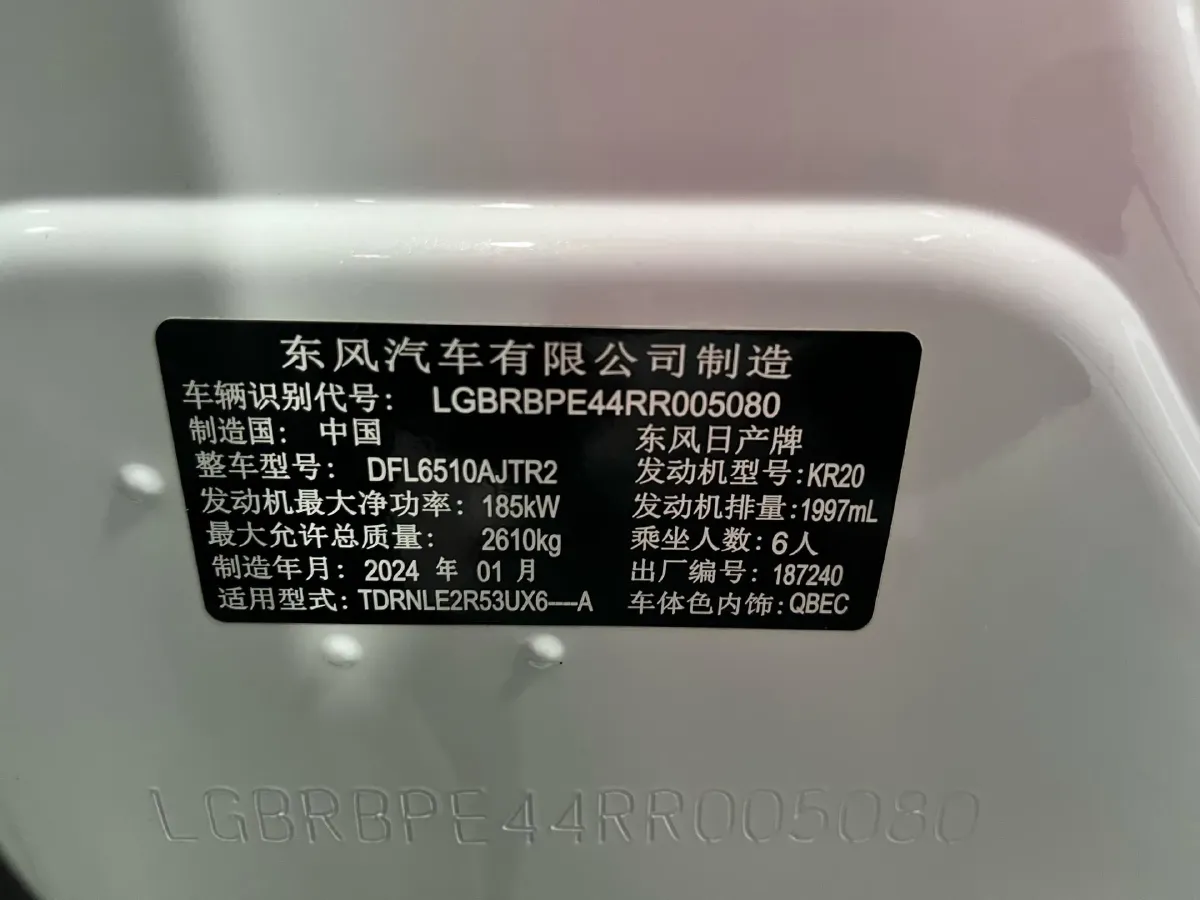 东风汽车有限公司制造
车辆识别代号： LGBRBPE44RR005080
制造国： 中国 东风日产牌
整车型号： DFL6510AJTR2 发动机型号:KR20
发动机最大净功率： 185kW 发动机排量:1997mL
最大允许总质量： 2610kg 乘坐人数:6人
制造年月： 2024 年 01 月 出厂编号: 187240
适用型式：TDRNLE2R53UX6----A 车体色内饰:QBEC
LGBRBPE44RR005080